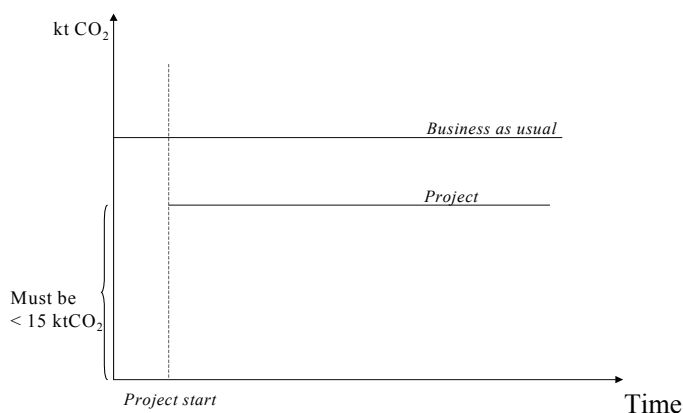 kt CO₂
Business as usual
Project
Must be
< 15 ktCO₂
Project start
Time